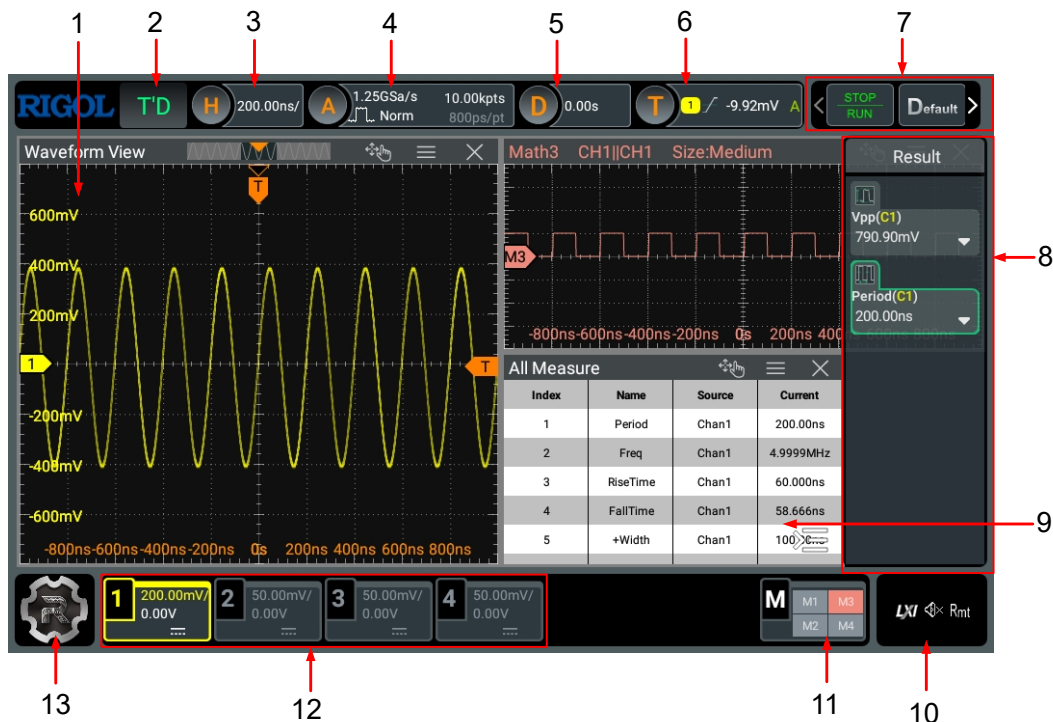 1 2 3 4 5 6 7
RIGOL T'D H 200.00ns/ A 1.25GSa/s 10.00kpts D 0.00s T 1 -9.92mV A < STOP Default >
Norm 800ps/pt RUN
Waveform View
T
600mV
400mV
200mV
1
T
-200mV
-400mV
-600mV
-800ns -600ns -400ns -200ns 0s 200ns 400ns 600ns 800ns
Math3 CH1||CH1 Size:Medium
M3
-800ns -600ns -400ns -200ns 0s 200ns 400 600ns 800ns
All Measure
Index Name Source Current
1 Period Chan1 200.00ns
2 Freq Chan1 4.9999MHz
3 RiseTime Chan1 60.000ns
4 FallTime Chan1 58.666ns
5 +Width Chan1
Result
Vpp(C1)
790.90mV
Period(C1)
200.00ns
8
9
R
1 200.00mV/
0.00V
2 50.00mV/
0.00V
3 50.00mV/
0.00V
4 50.00mV/
0.00V
M M1 M3
M2 M4
LXI Rmt
13 12 11 10